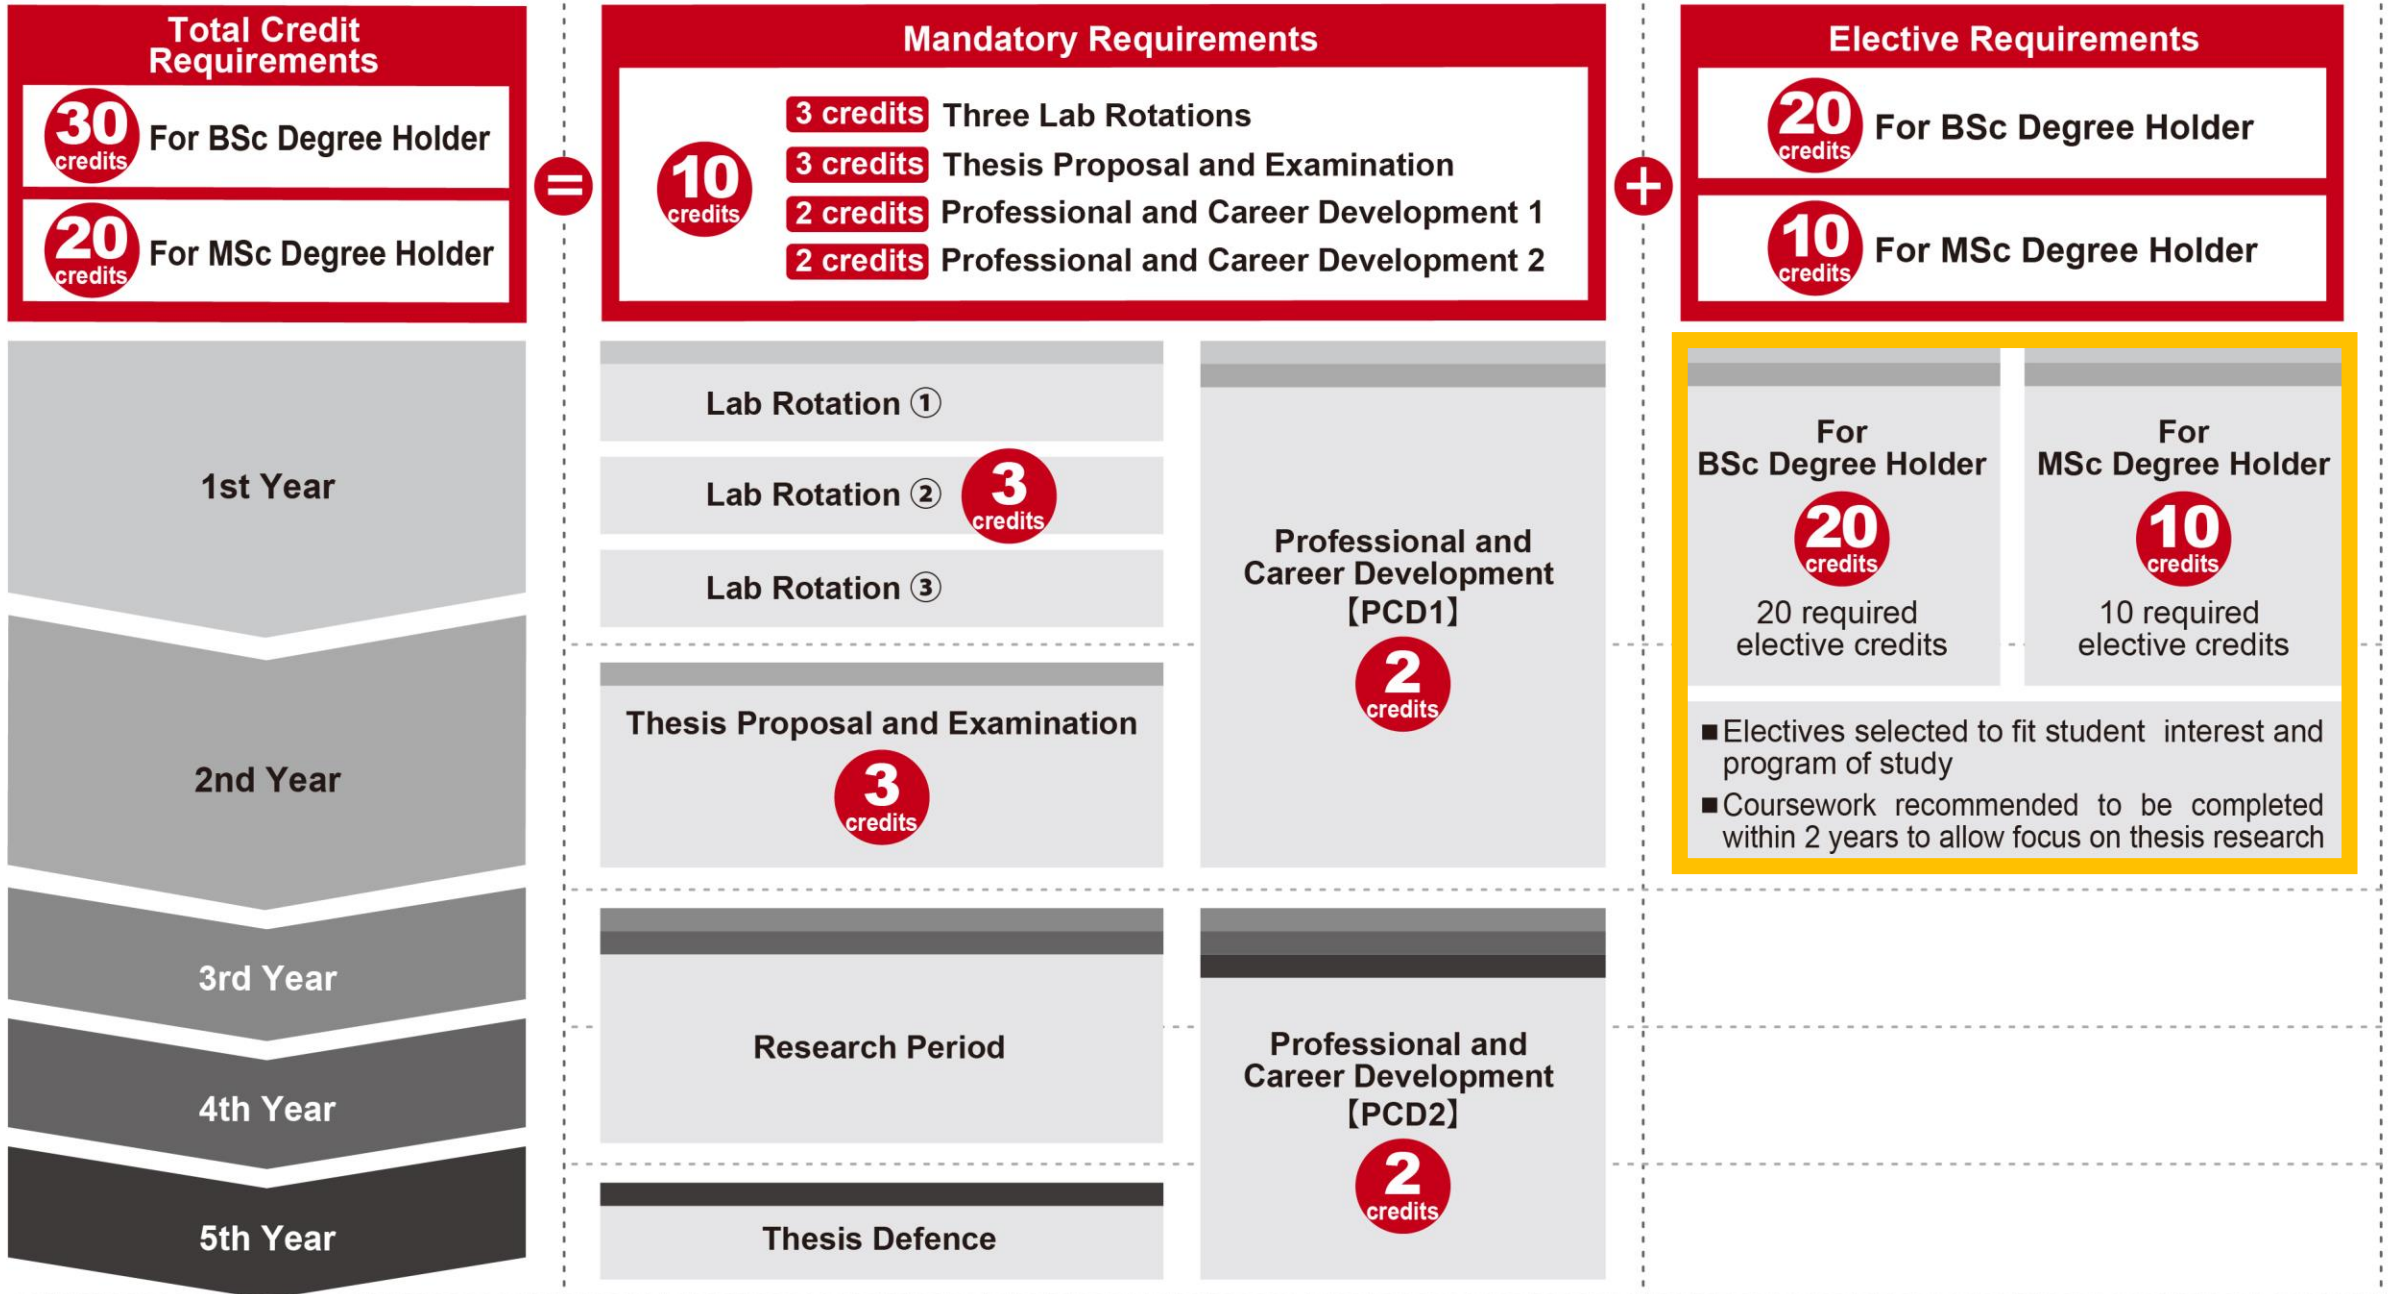 Total Credit
Requirements
30
credits
For BSc Degree Holder
20
credits
For MSc Degree Holder
=
Mandatory Requirements
10
credits
3 credits Three Lab Rotations
3 credits Thesis Proposal and Examination
2 credits Professional and Career Development 1
2 credits Professional and Career Development 2
+
Elective Requirements
20
credits
For BSc Degree Holder
10
credits
For MSc Degree Holder
1st Year
2nd Year
3rd Year
4th Year
5th Year
Lab Rotation ①
Lab Rotation ②
3
credits
Lab Rotation ③
Thesis Proposal and Examination
3
credits
Research Period
Thesis Defence
Professional and
Career Development
【PCD1】
2
credits
Professional and
Career Development
【PCD2】
2
credits
For
BSc Degree Holder
20
credits
20 required
elective credits
For
MSc Degree Holder
10
credits
10 required
elective credits
■ Electives selected to fit student interest and
program of study
■ Coursework recommended to be completed
within 2 years to allow focus on thesis research